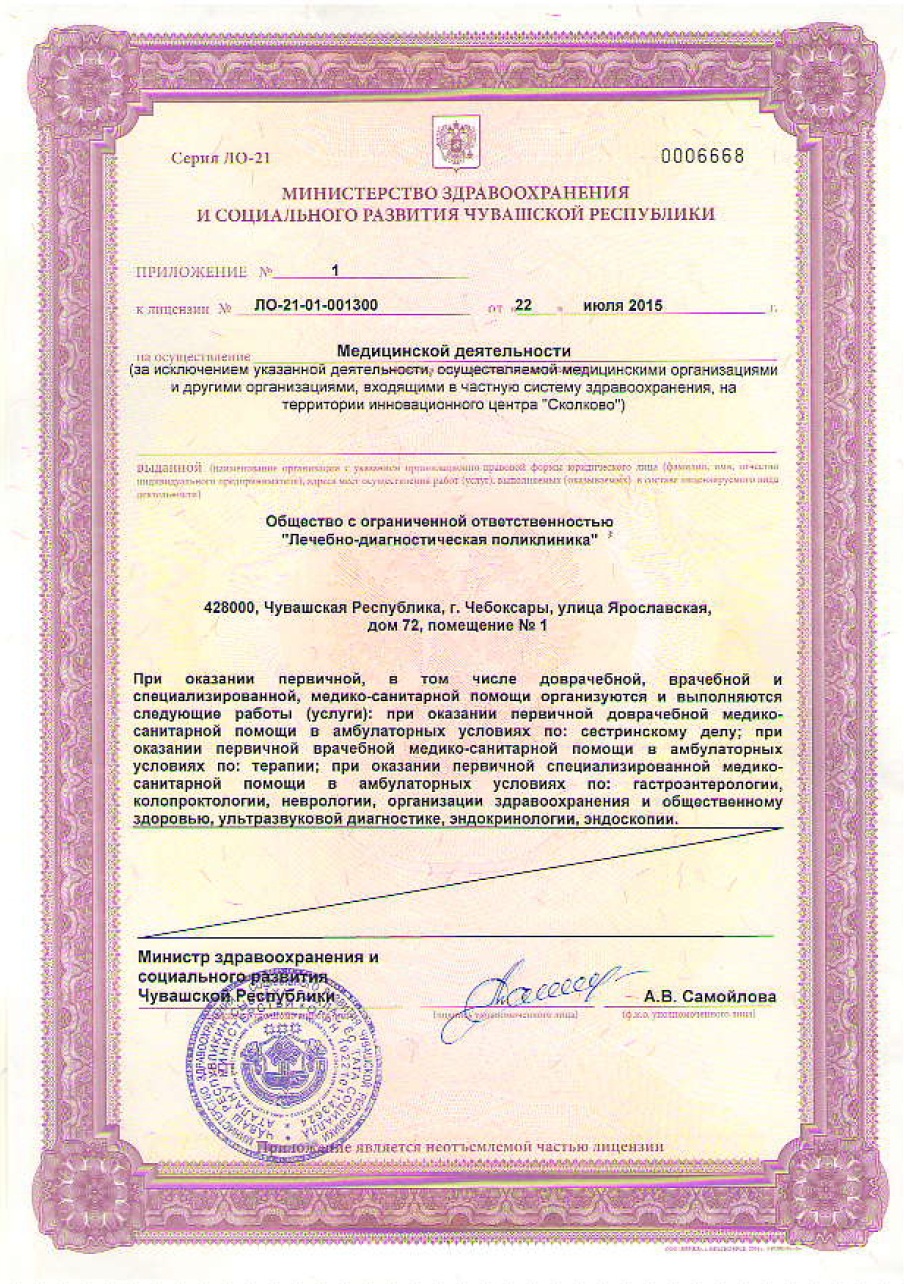 Серия ЛО-21
0006668
МИНИСТЕРСТВО ЗДРАВООХРАНЕНИЯ
И СОЦИАЛЬНОГО РАЗВИТИЯ ЧУВАШСКОЙ РЕСПУБЛИКИ
ПРИЛОЖЕНИЕ № 1
к лицензии № ЛО-21-01-001300 от «22 » июля 2015 г.
на осуществление Медицинской деятельности
(за исключением указанной деятельности, осуществляемой медицинскими организациями
и другими организациями, входящими в частную систему здравоохранения, на
территории инновационного центра "Сколково")
выданной (наименование организации с указанием организационно-правовой формы юридического лица (фамилия, имя, отчество
индивидуального предпринимателя), адреса мест осуществления работ (услуг), выполняемых (оказываемых) в составе лицензируемого вида
деятельности)
Общество с ограниченной ответственностью
"Лечебно-диагностическая поликлиника"
428000, Чувашская Республика, г. Чебоксары, улица Ярославская,
дом 72, помещение № 1
При оказании первичной, в том числе доврачебной, врачебной и
специализированной, медико-санитарной помощи организуются и выполняются
следующие работы (услуги): при оказании первичной доврачебной медико-
санитарной помощи в амбулаторных условиях по: сестринскому делу; при
оказании первичной врачебной медико-санитарной помощи в амбулаторных
условиях по: терапии; при оказании первичной специализированной медико-
санитарной помощи в амбулаторных условиях по: гастроэнтерологии,
колопроктологии, неврологии, организации здравоохранения и общественному
здоровью, ультразвуковой диагностике, эндокринологии, эндоскопии.
Министр здравоохранения и
социального развития
Чувашской Республики
А.В. Самойлова
(подпись уполномоченного лица)
(ф.и.о. уполномоченного лица)
Приложение является неотъемлемой частью лицензии